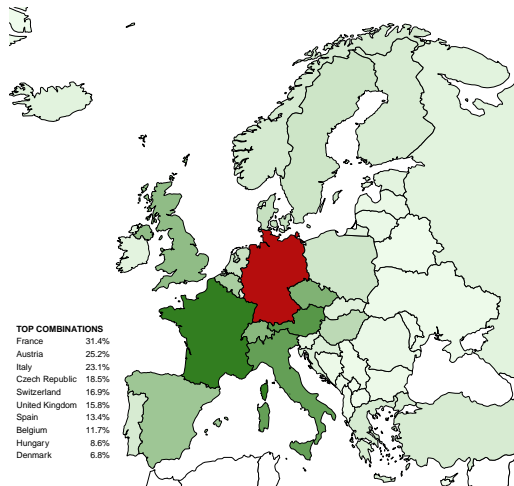 TOP COMBINATIONS
France 31.4%
Austria 25.2%
Italy 23.1%
Czech Republic 18.5%
Switzerland 16.9%
United Kingdom 15.8%
Spain 13.4%
Belgium 11.7%
Hungary 8.6%
Denmark 6.8%